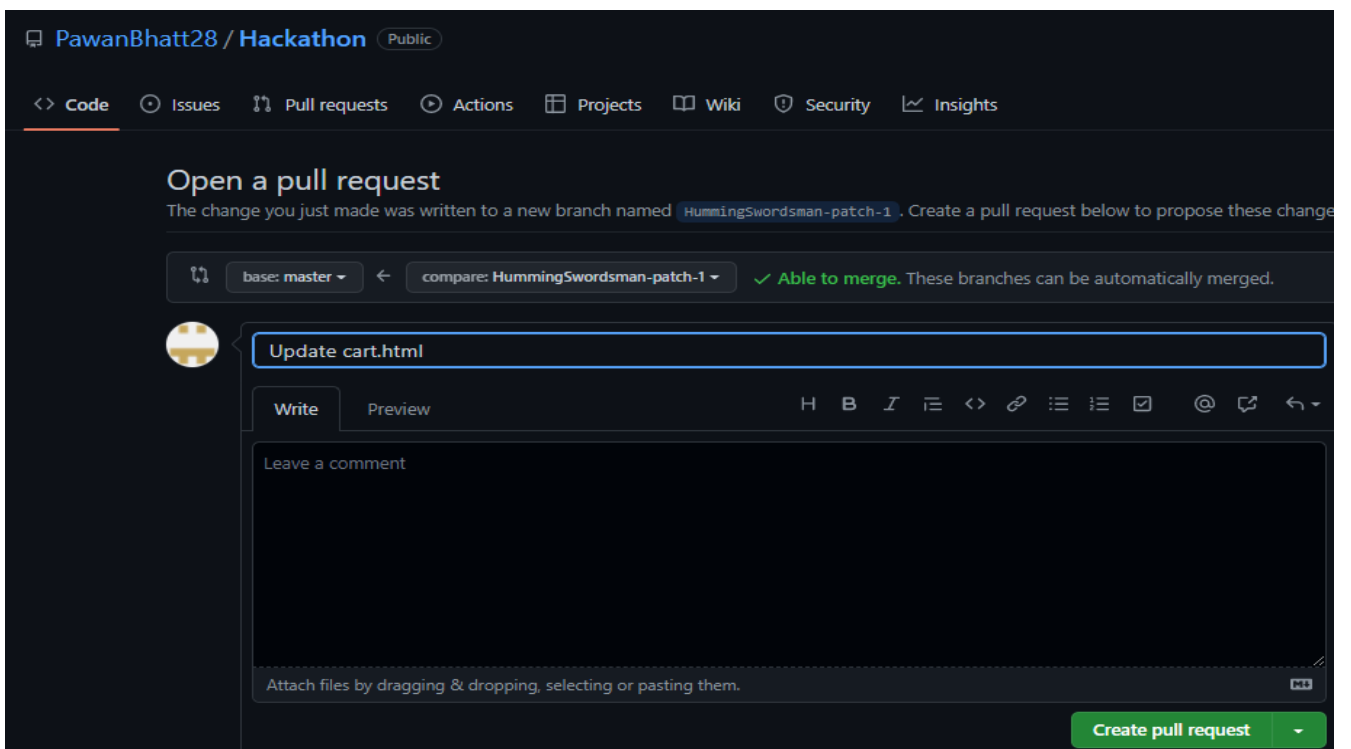 PawanBhatt28 / Hackathon Public
<> Code Issues Pull requests Actions Projects Wiki Security Insights
Open a pull request
The change you just made was written to a new branch named HummingSwordsman-patch-1 . Create a pull request below to propose these change
base: master ← compare: HummingSwordsman-patch-1 ✓ Able to merge. These branches can be automatically merged.
Update cart.html
Write Preview H B I <> @
Leave a comment
Attach files by dragging & dropping, selecting or pasting them.
Create pull request